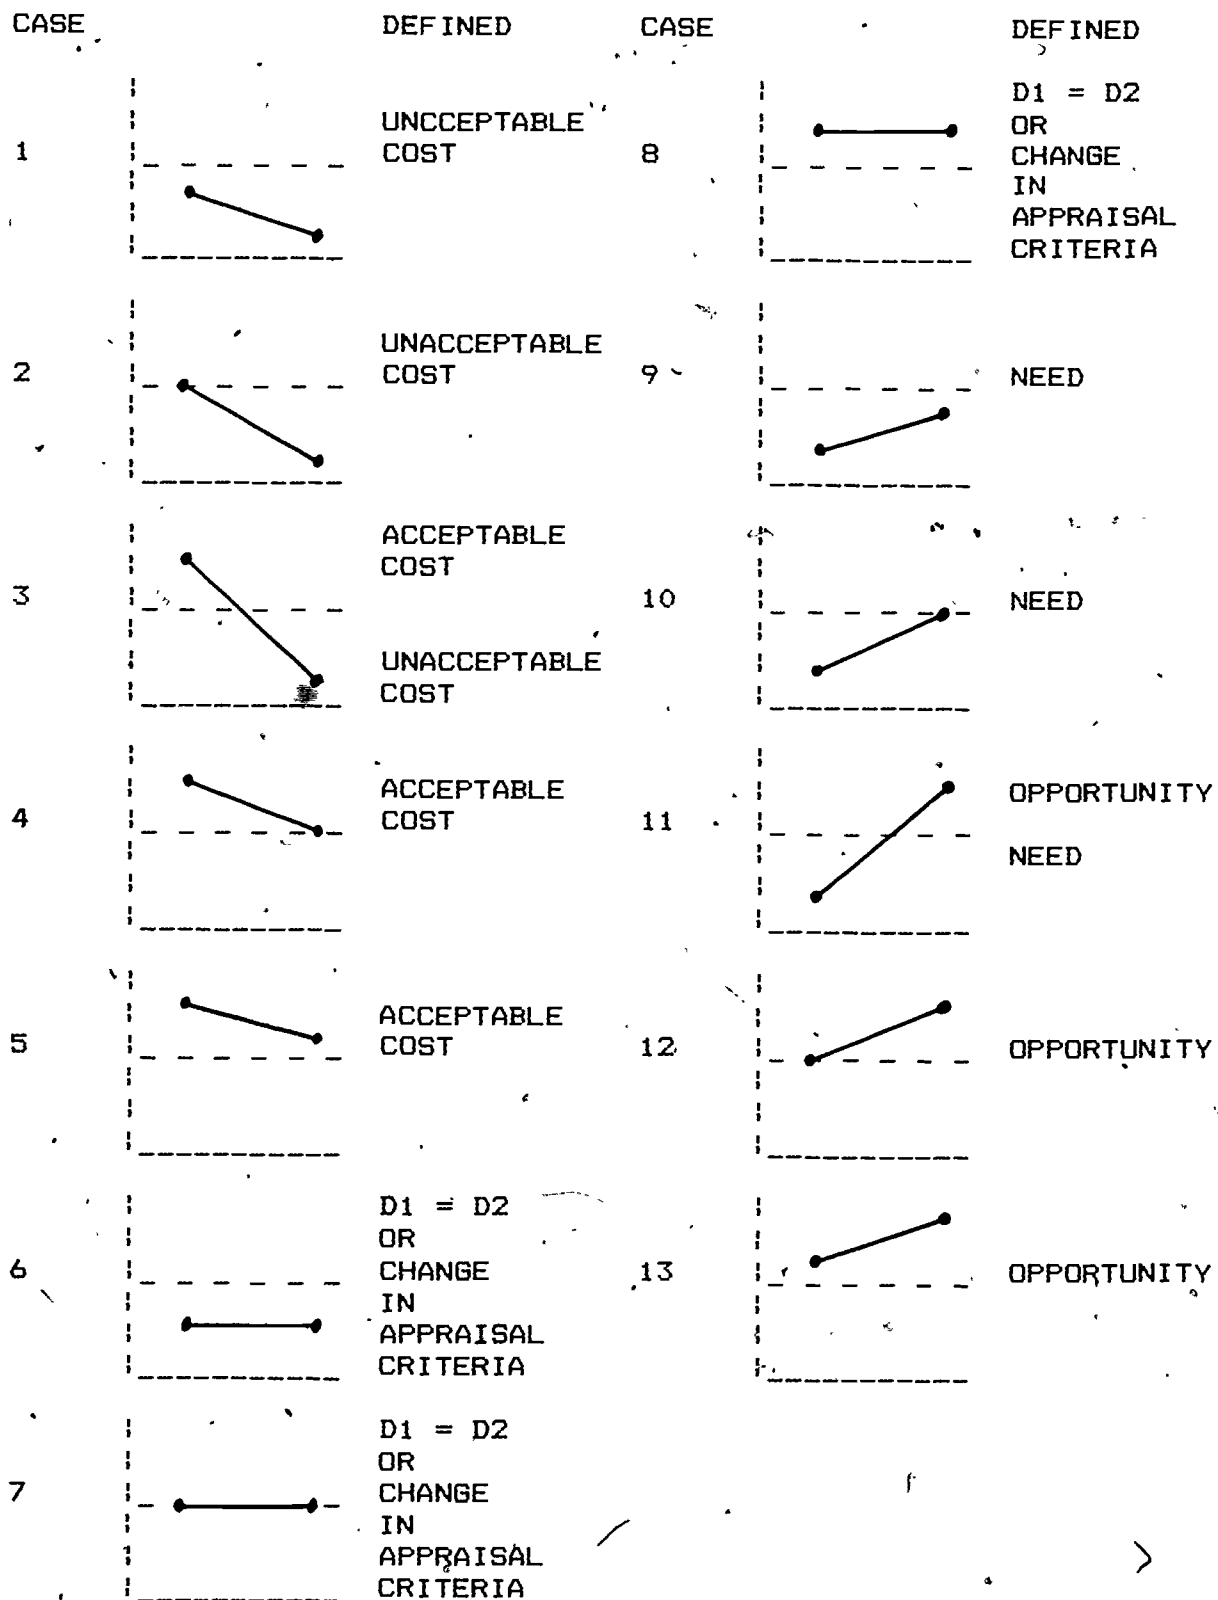 CASE DEFINED
1
UNCCEPTABLE
COST
2
UNACCEPTABLE
COST
3
ACCEPTABLE
COST
UNACCEPTABLE
COST
4
ACCEPTABLE
COST
5
ACCEPTABLE
COST
6
D1 = D2
OR
CHANGE
IN
APPRAISAL
CRITERIA
7
D1 = D2
OR
CHANGE
IN
APPRAISAL
CRITERIA
CASE DEFINED
8
D1 = D2
OR
CHANGE
IN
APPRAISAL
CRITERIA
9
NEED
10
NEED
11
OPPORTUNITY
NEED
12
OPPORTUNITY
13
OPPORTUNITY